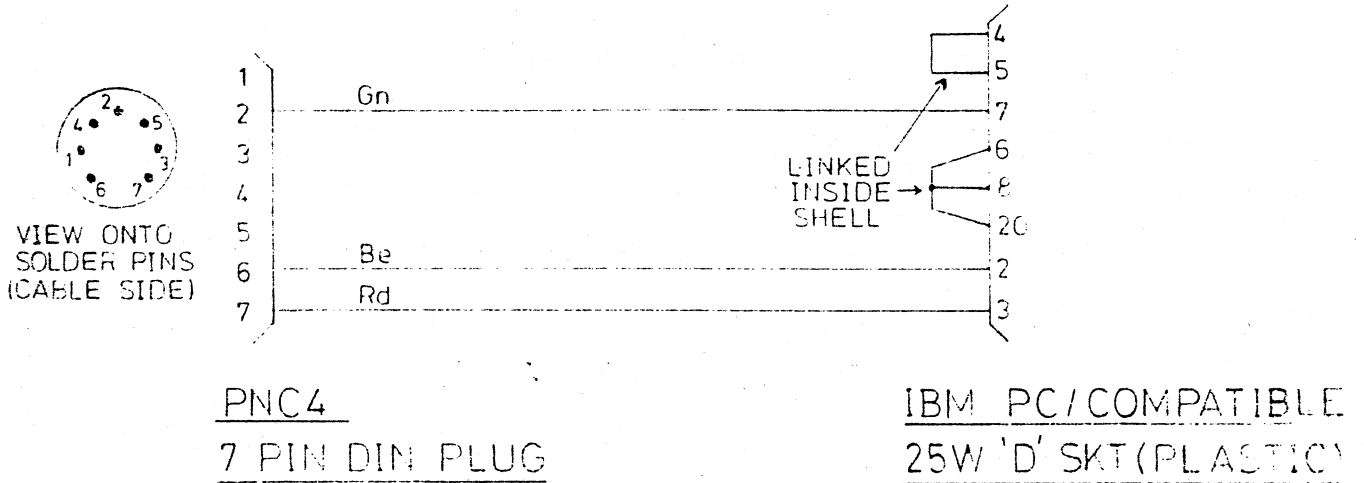 2
4
5
1
3
6
7
VIEW ONTO
SOLDER PINS
(CABLE SIDE)
1
2
3
4
5
6
7
Gn
Be
Rd
LINKED
INSIDE
SHELL
4
5
7
6
8
20
2
3
PNC4
7 PIN DIN PLUG
IBM PC/COMPATIBLE
25W 'D' SKT(PLASTIC)